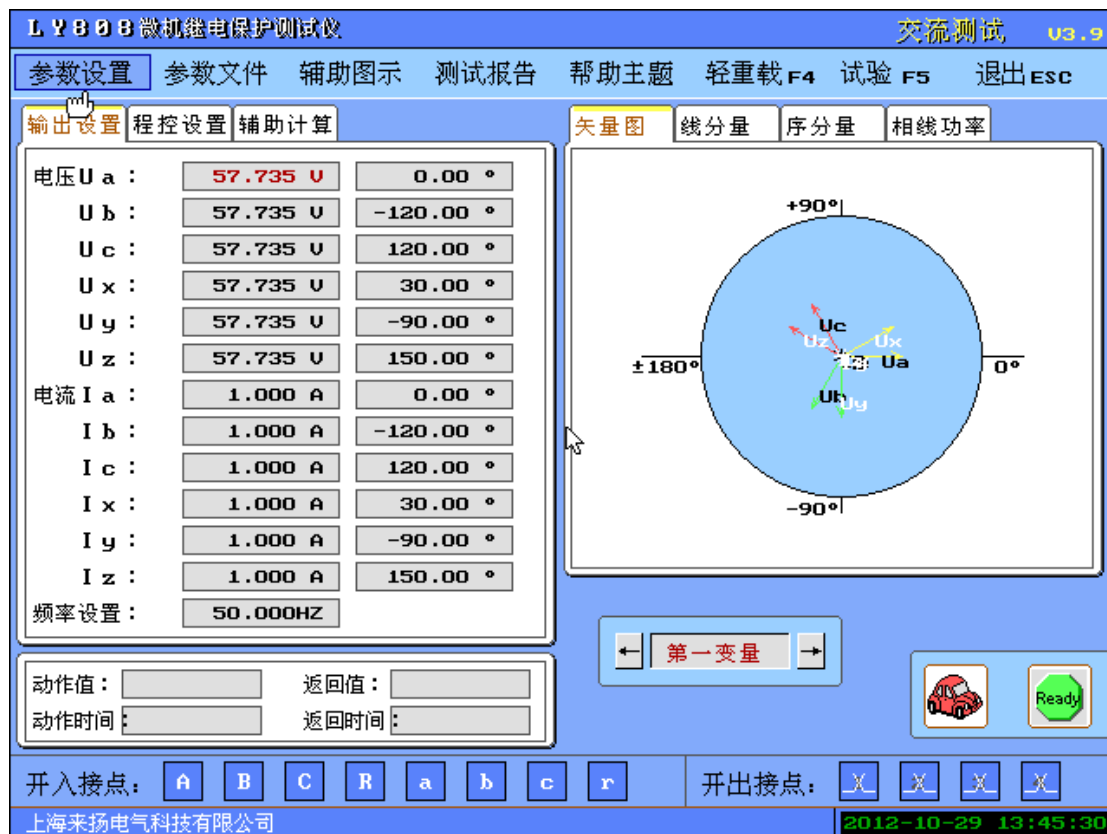 LY808微机继电保护测试仪 交流测试 V3.9
参数设置 参数文件 辅助图示 测试报告 帮助主题 轻重载F4 试验 F5 退出ESC
输出设置 程控设置 辅助计算 矢量图 线分量 序分量 相线功率
电压Ua： 57.735 V 0.00 °
Ub： 57.735 V -120.00 °
Uc： 57.735 V 120.00 °
Ux： 57.735 V 30.00 °
Uy： 57.735 V -90.00 °
Uz： 57.735 V 150.00 °
电流Ia： 1.000 A 0.00 °
Ib： 1.000 A -120.00 °
Ic： 1.000 A 120.00 °
Ix： 1.000 A 30.00 °
Iy： 1.000 A -90.00 °
Iz： 1.000 A 150.00 °
频率设置： 50.000HZ
+90°
Uc
Uz Ux
±180° Ua 0°
Ub Uy
-90°
← 第一变量 →
动作值： 返回值：
动作时间： 返回时间：
Ready
开入接点： A B C R a b c r 开出接点： X X X X
上海来扬电气科技有限公司 2012-10-29 13:45:30